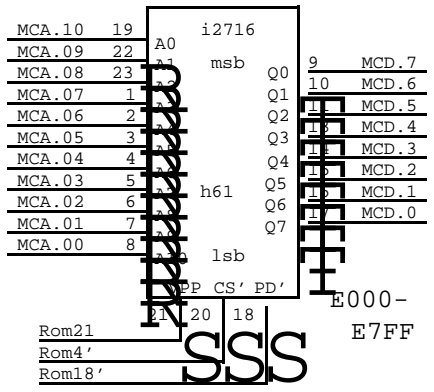 i2716
MCA.10 19 A0
MCA.09 22 A1 msb
MCA.08 23 Q0 9 MCD.7
MCA.07 1 Q1 10 MCD.6
MCA.06 2 Q2 MCD.5
MCA.05 3 Q3 MCD.4
MCA.04 4 Q4 MCD.3
MCA.03 5 h61 Q5 MCD.2
MCA.02 6 Q6 MCD.1
MCA.01 7 Q7 MCD.0
MCA.00 8 lsb
CS' PD'
21 20 18
E000-
E7FF
Rom21
Rom4'
Rom18'
SSS